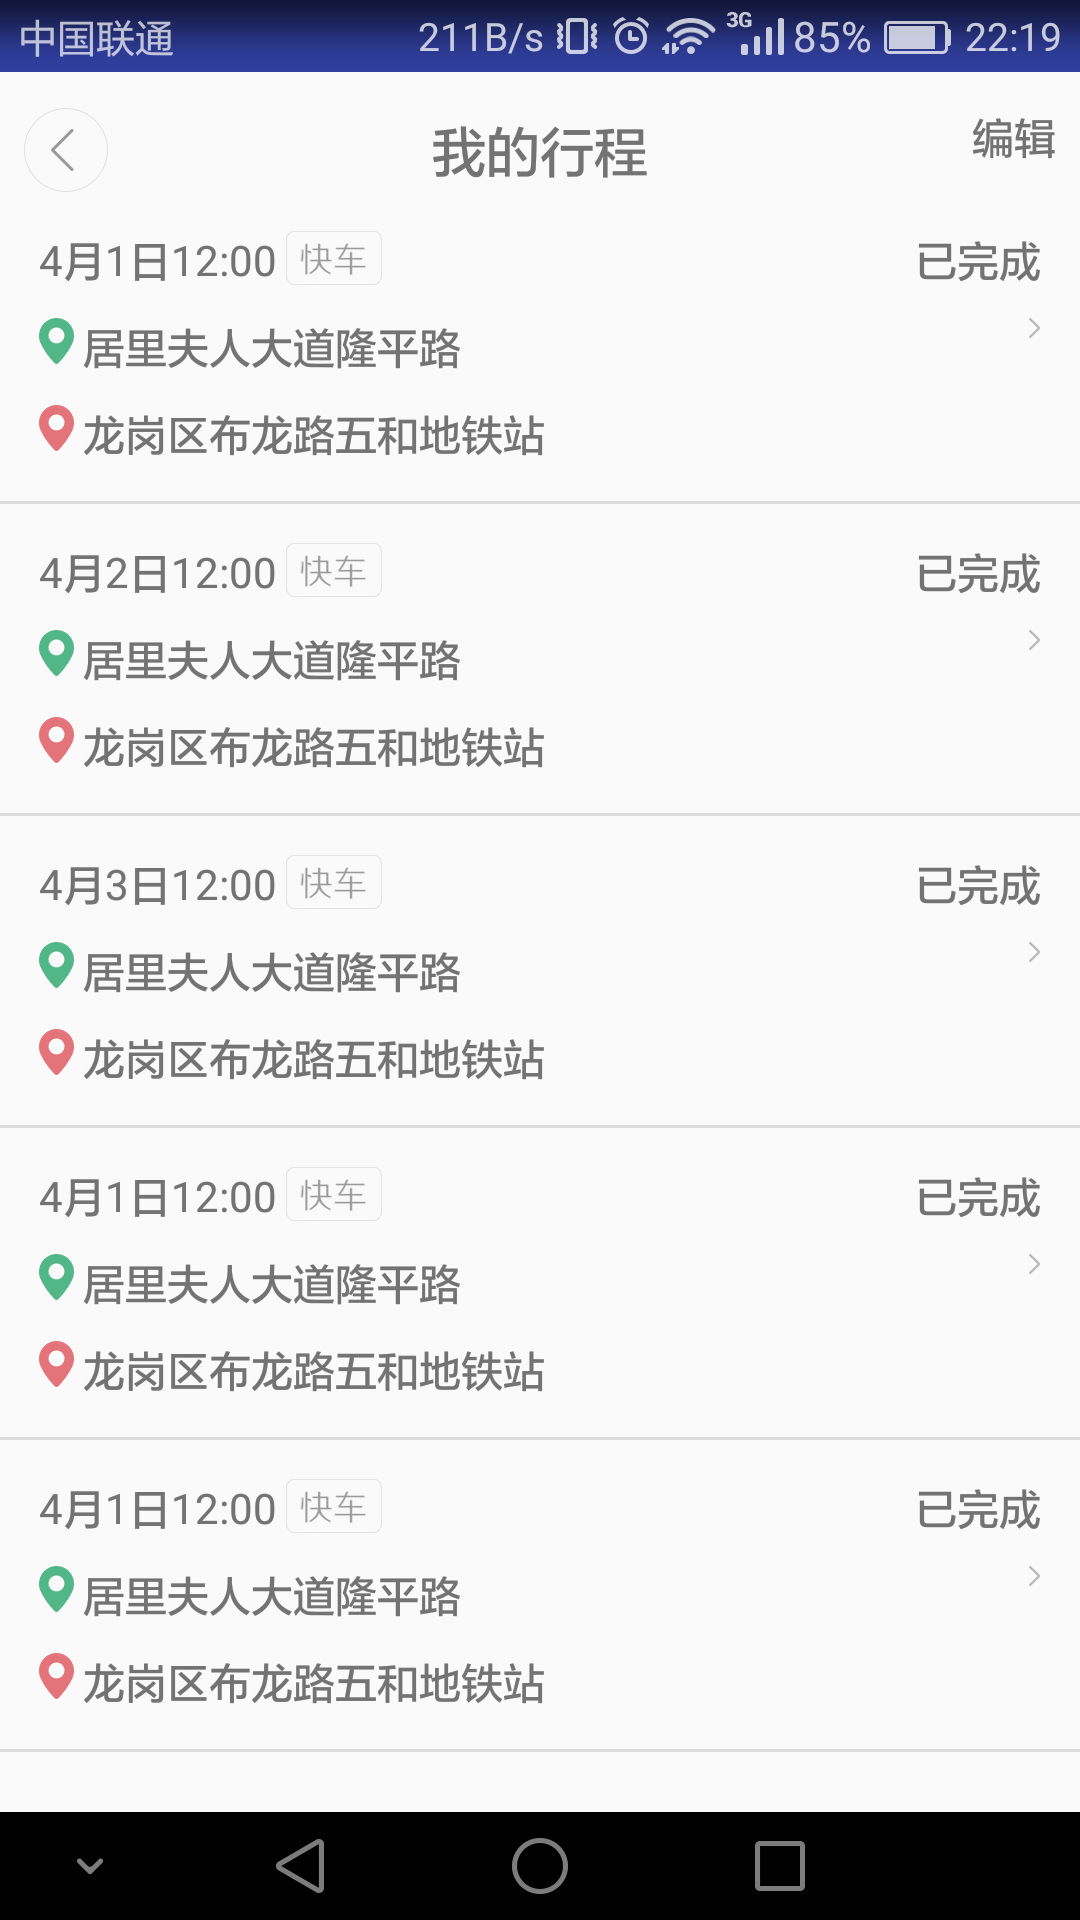 中国联通 211B/s 3G 85% 22:19
我的行程 编辑
4月1日12:00 快车 已完成
居里夫人大道隆平路
龙岗区布龙路五和地铁站
4月2日12:00 快车 已完成
居里夫人大道隆平路
龙岗区布龙路五和地铁站
4月3日12:00 快车 已完成
居里夫人大道隆平路
龙岗区布龙路五和地铁站
4月1日12:00 快车 已完成
居里夫人大道隆平路
龙岗区布龙路五和地铁站
4月1日12:00 快车 已完成
居里夫人大道隆平路
龙岗区布龙路五和地铁站